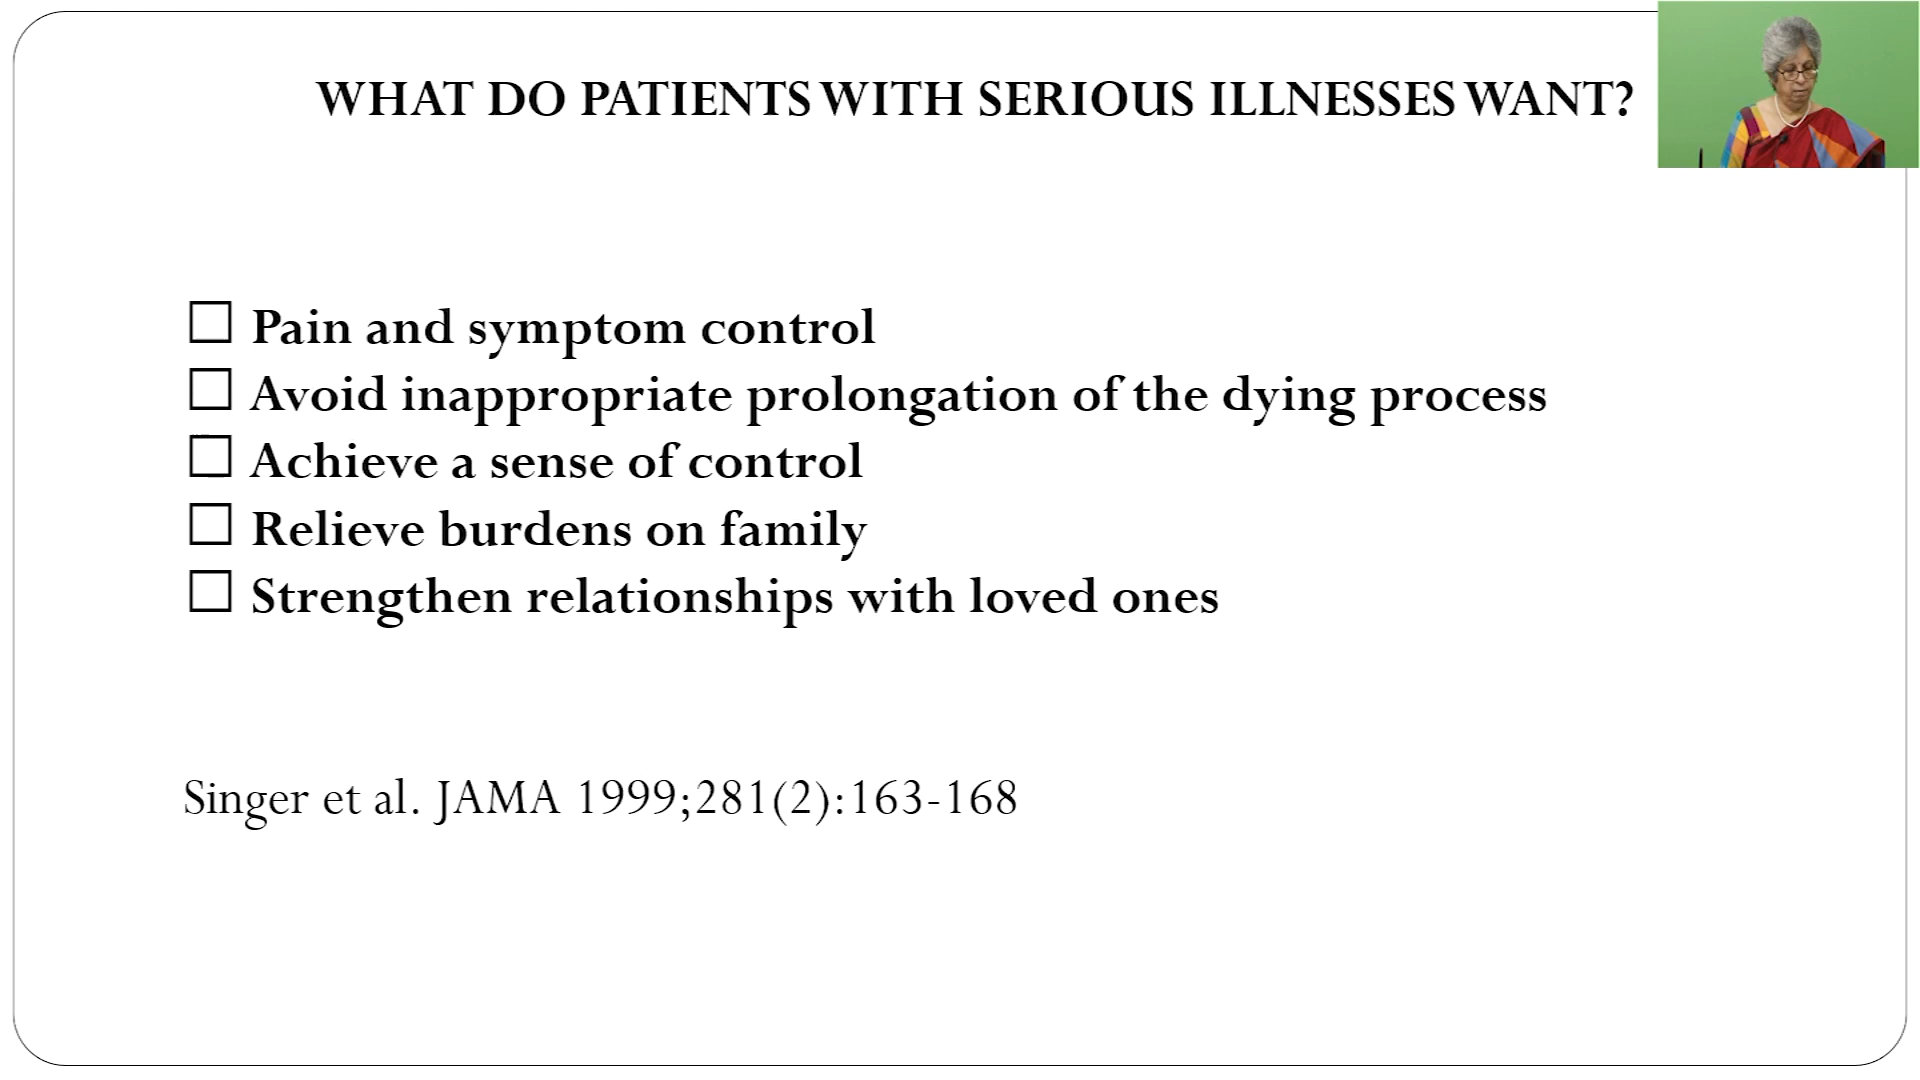 WHAT DO PATIENTS WITH SERIOUS ILLNESSES WANT?
☐ Pain and symptom control
☐ Avoid inappropriate prolongation of the dying process
☐ Achieve a sense of control
☐ Relieve burdens on family
☐ Strengthen relationships with loved ones
Singer et al. JAMA 1999;281(2):163-168